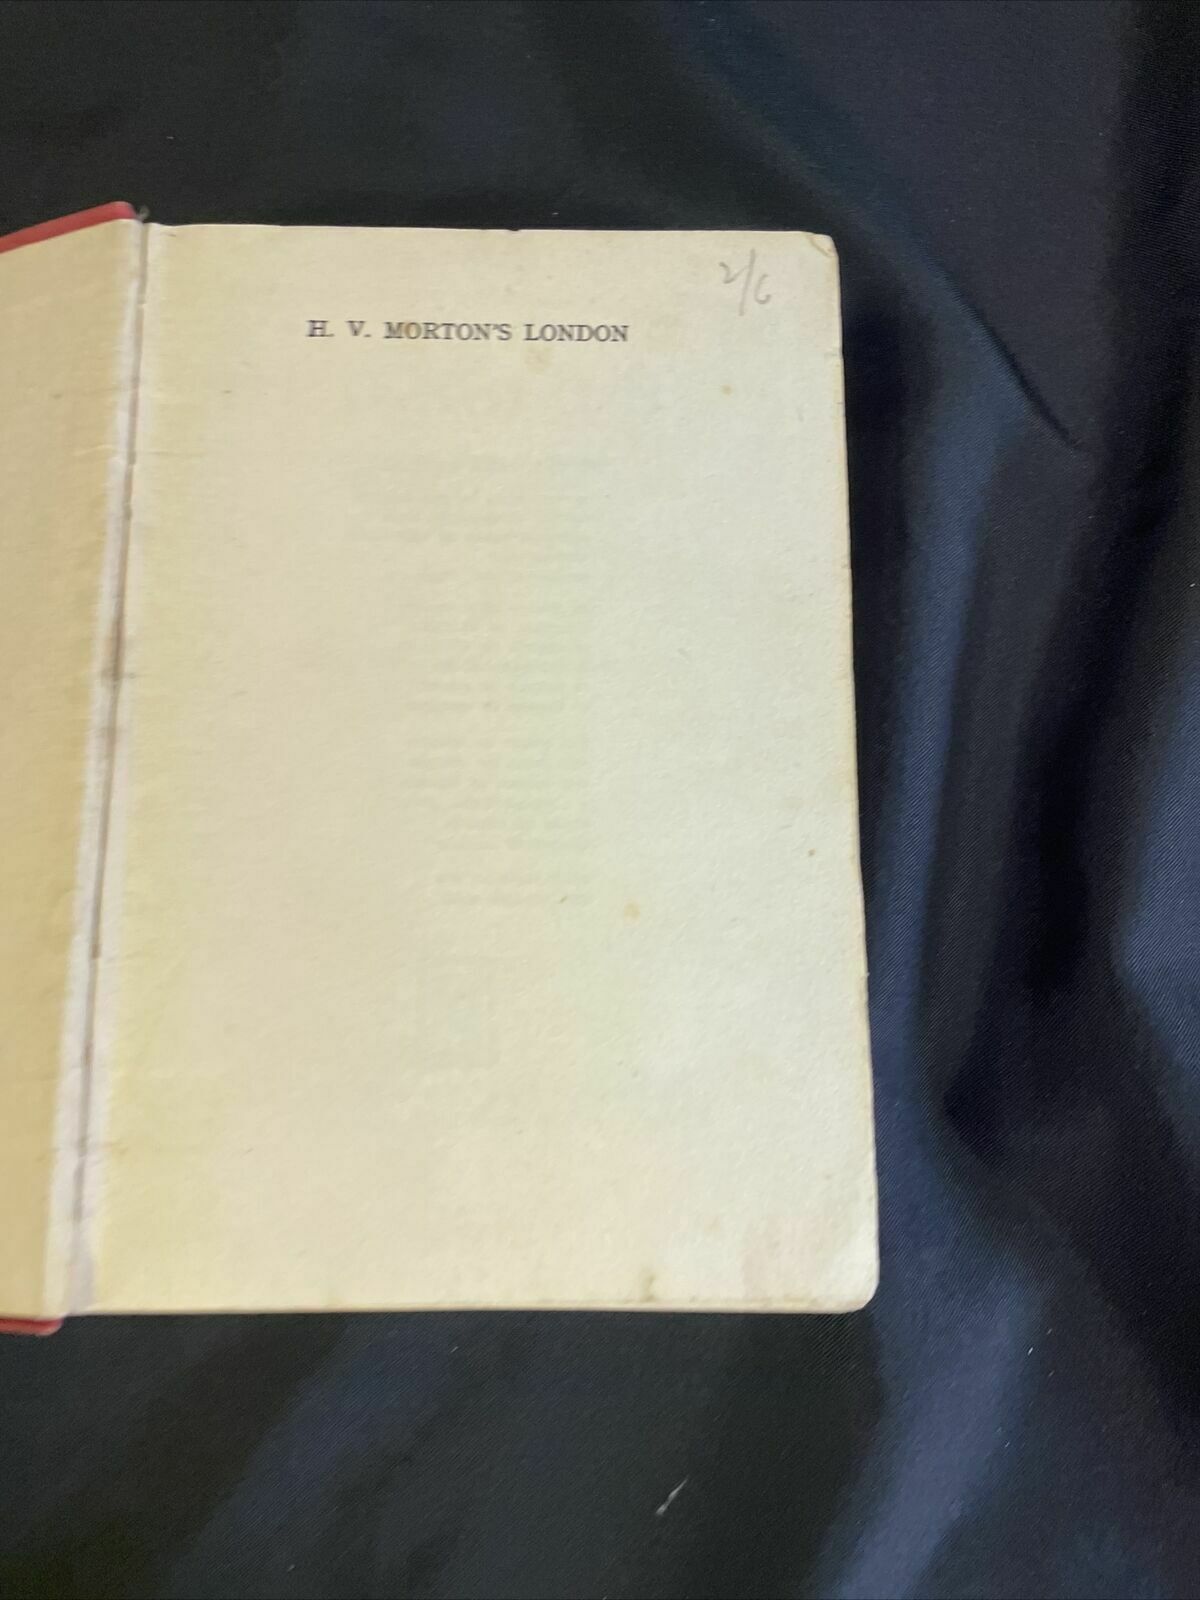 2/6
H. V. MORTON'S LONDON